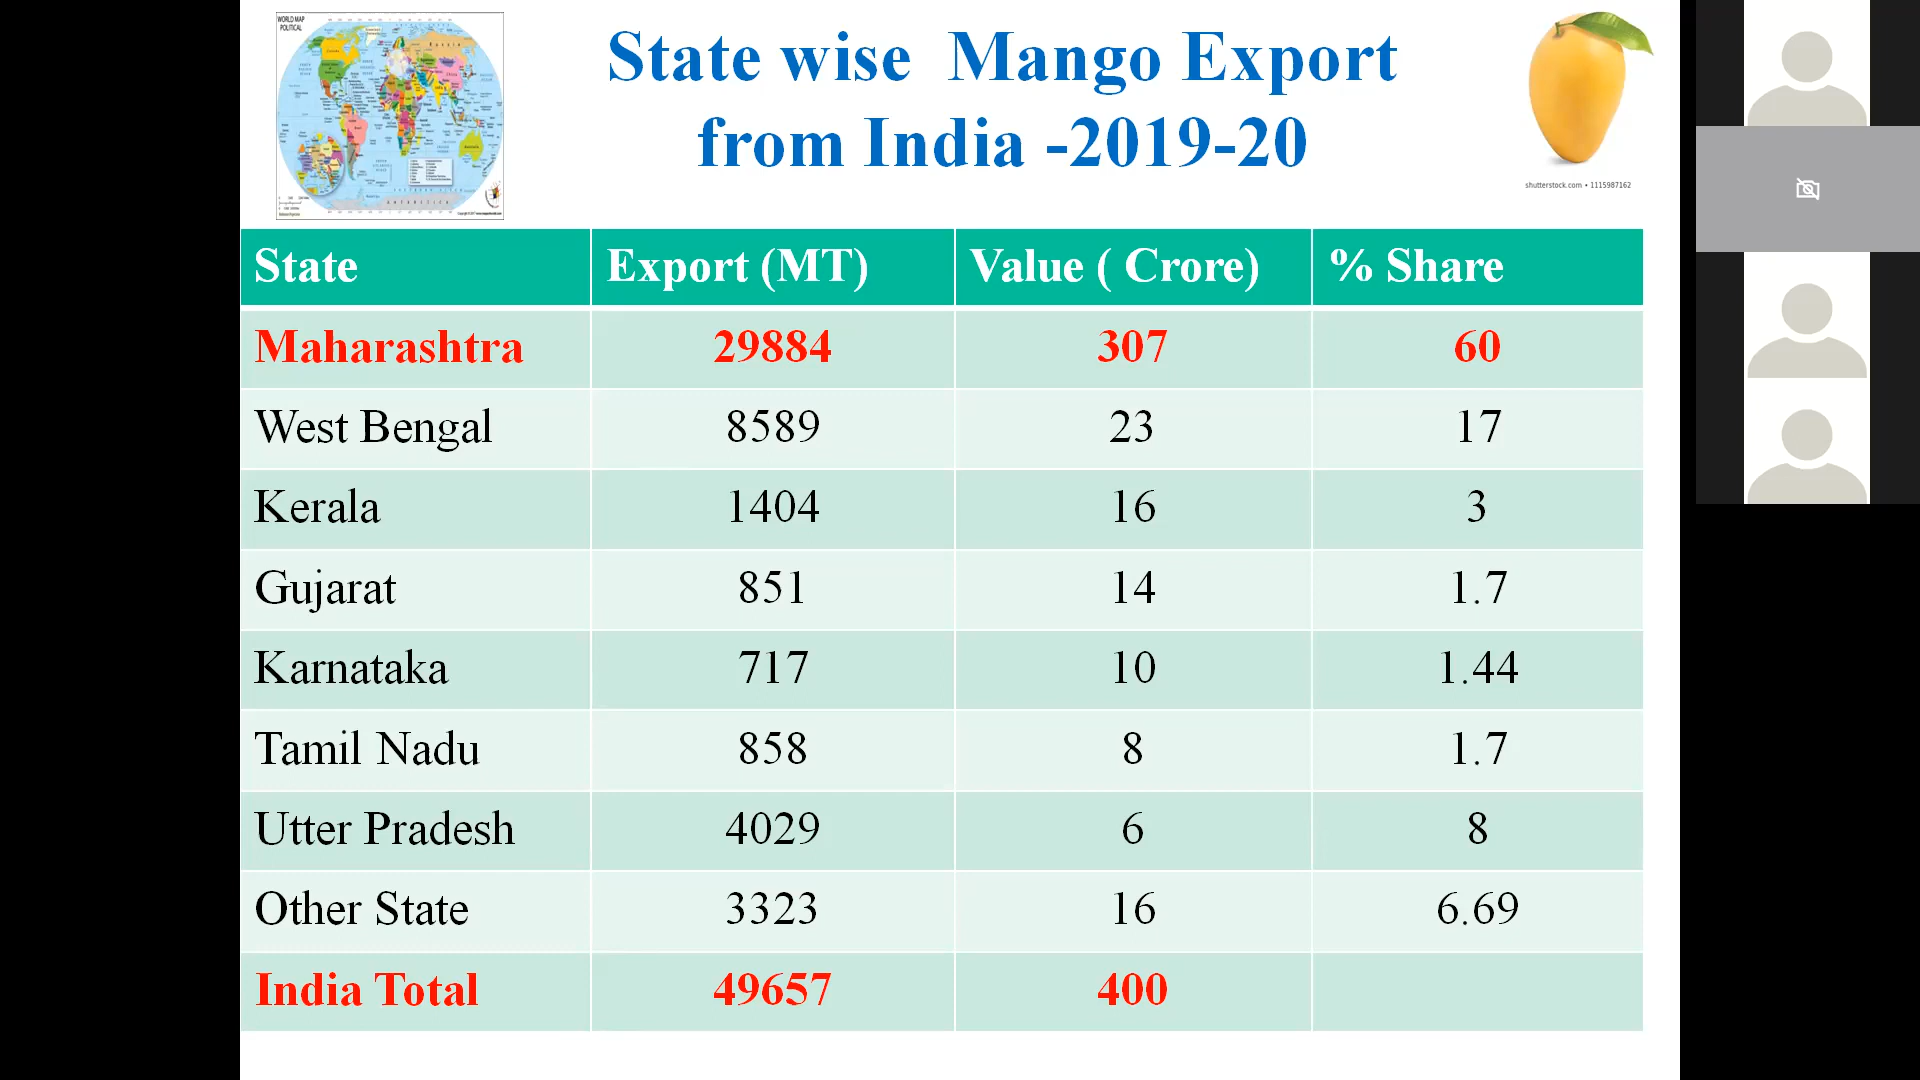 WORLD MAP
POLITICAL
State wise  Mango Export
from India -2019-20
shutterstock.com • 1115987162
State Export (MT) Value ( Crore) % Share
Maharashtra 29884 307 60
West Bengal 8589 23 17
Kerala 1404 16 3
Gujarat 851 14 1.7
Karnataka 717 10 1.44
Tamil Nadu 858 8 1.7
Utter Pradesh 4029 6 8
Other State 3323 16 6.69
India Total 49657 400